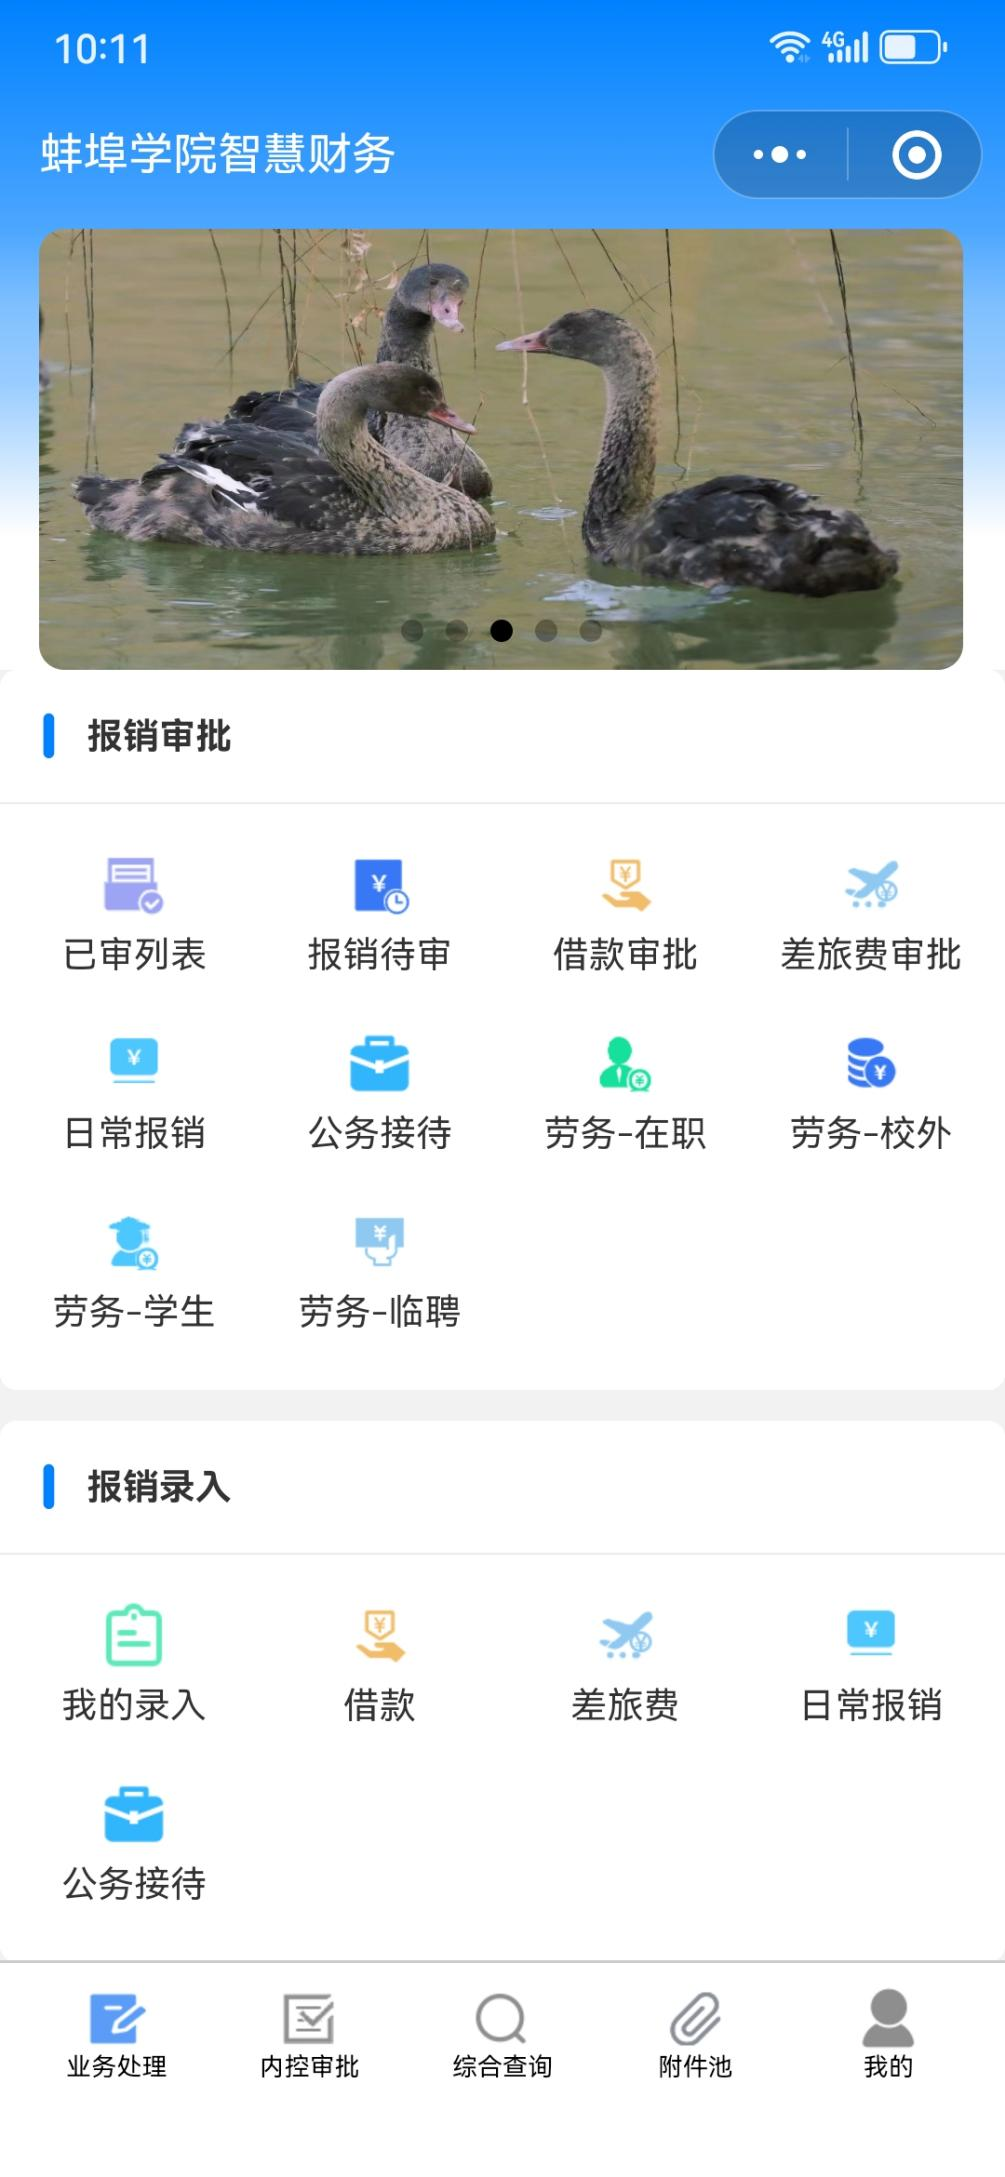 10:11
4G
蚌埠学院智慧财务
报销审批
已审列表 报销待审 借款审批 差旅费审批
日常报销 公务接待 劳务-在职 劳务-校外
劳务-学生 劳务-临聘
报销录入
我的录入 借款 差旅费 日常报销
公务接待
业务处理 内控审批 综合查询 附件池 我的